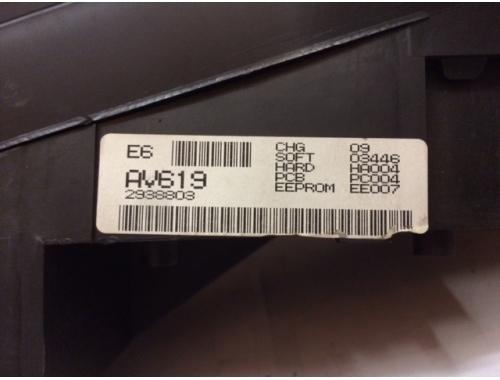 E6
AV619
2938803
CHG 09
SOFT 03446
HARD HA004
PCB PC004
EEPROM EE007